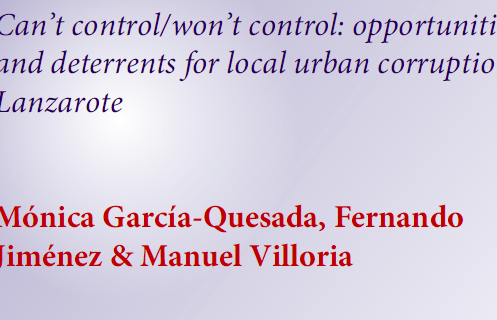 Can’t control/won’t control: opportuniti
and deterrents for local urban corruptio
Lanzarote
Mónica García-Quesada, Fernando
Jiménez & Manuel Villoria